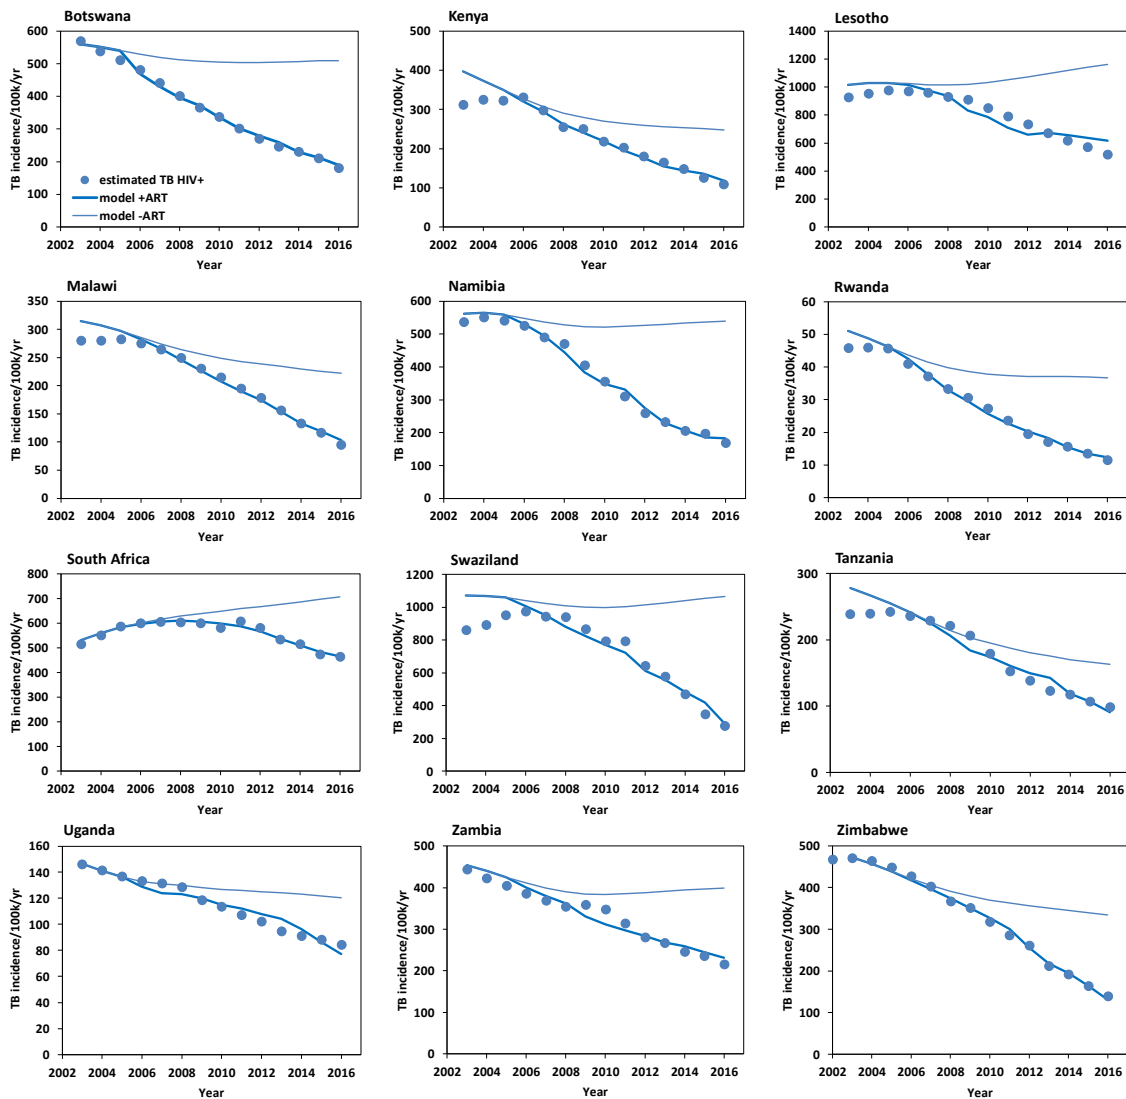 Botswana
TB incidence/100k/yr
600
500
400
300
200
100
0
estimated TB HIV+
model +ART
model -ART
2002 2004 2006 2008 2010 2012 2014 2016
Year
Kenya
TB incidence/100k/yr
500
400
300
200
100
0
2002 2004 2006 2008 2010 2012 2014 2016
Year
Lesotho
TB incidence/100k/yr
1400
1200
1000
800
600
400
200
0
2002 2004 2006 2008 2010 2012 2014 2016
Year
Malawi
TB incidence/100k/yr
350
300
250
200
150
100
50
0
2002 2004 2006 2008 2010 2012 2014 2016
Year
Namibia
TB incidence/100k/yr
600
500
400
300
200
100
0
2002 2004 2006 2008 2010 2012 2014 2016
Year
Rwanda
TB incidence/100k/yr
60
50
40
30
20
10
0
2002 2004 2006 2008 2010 2012 2014 2016
Year
South Africa
TB incidence/100k/yr
800
700
600
500
400
300
200
100
0
2002 2004 2006 2008 2010 2012 2014 2016
Year
Swaziland
TB incidence/100k/yr
1200
1000
800
600
400
200
0
2002 2004 2006 2008 2010 2012 2014 2016
Year
Tanzania
TB incidence/100k/yr
300
200
100
0
2002 2004 2006 2008 2010 2012 2014 2016
Year
Uganda
TB incidence/100k/yr
160
140
120
100
80
60
40
20
0
2002 2004 2006 2008 2010 2012 2014 2016
Year
Zambia
TB incidence/100k/yr
500
400
300
200
100
0
2002 2004 2006 2008 2010 2012 2014 2016
Year
Zimbabwe
TB incidence/100k/yr
500
400
300
200
100
0
2002 2004 2006 2008 2010 2012 2014 2016
Year